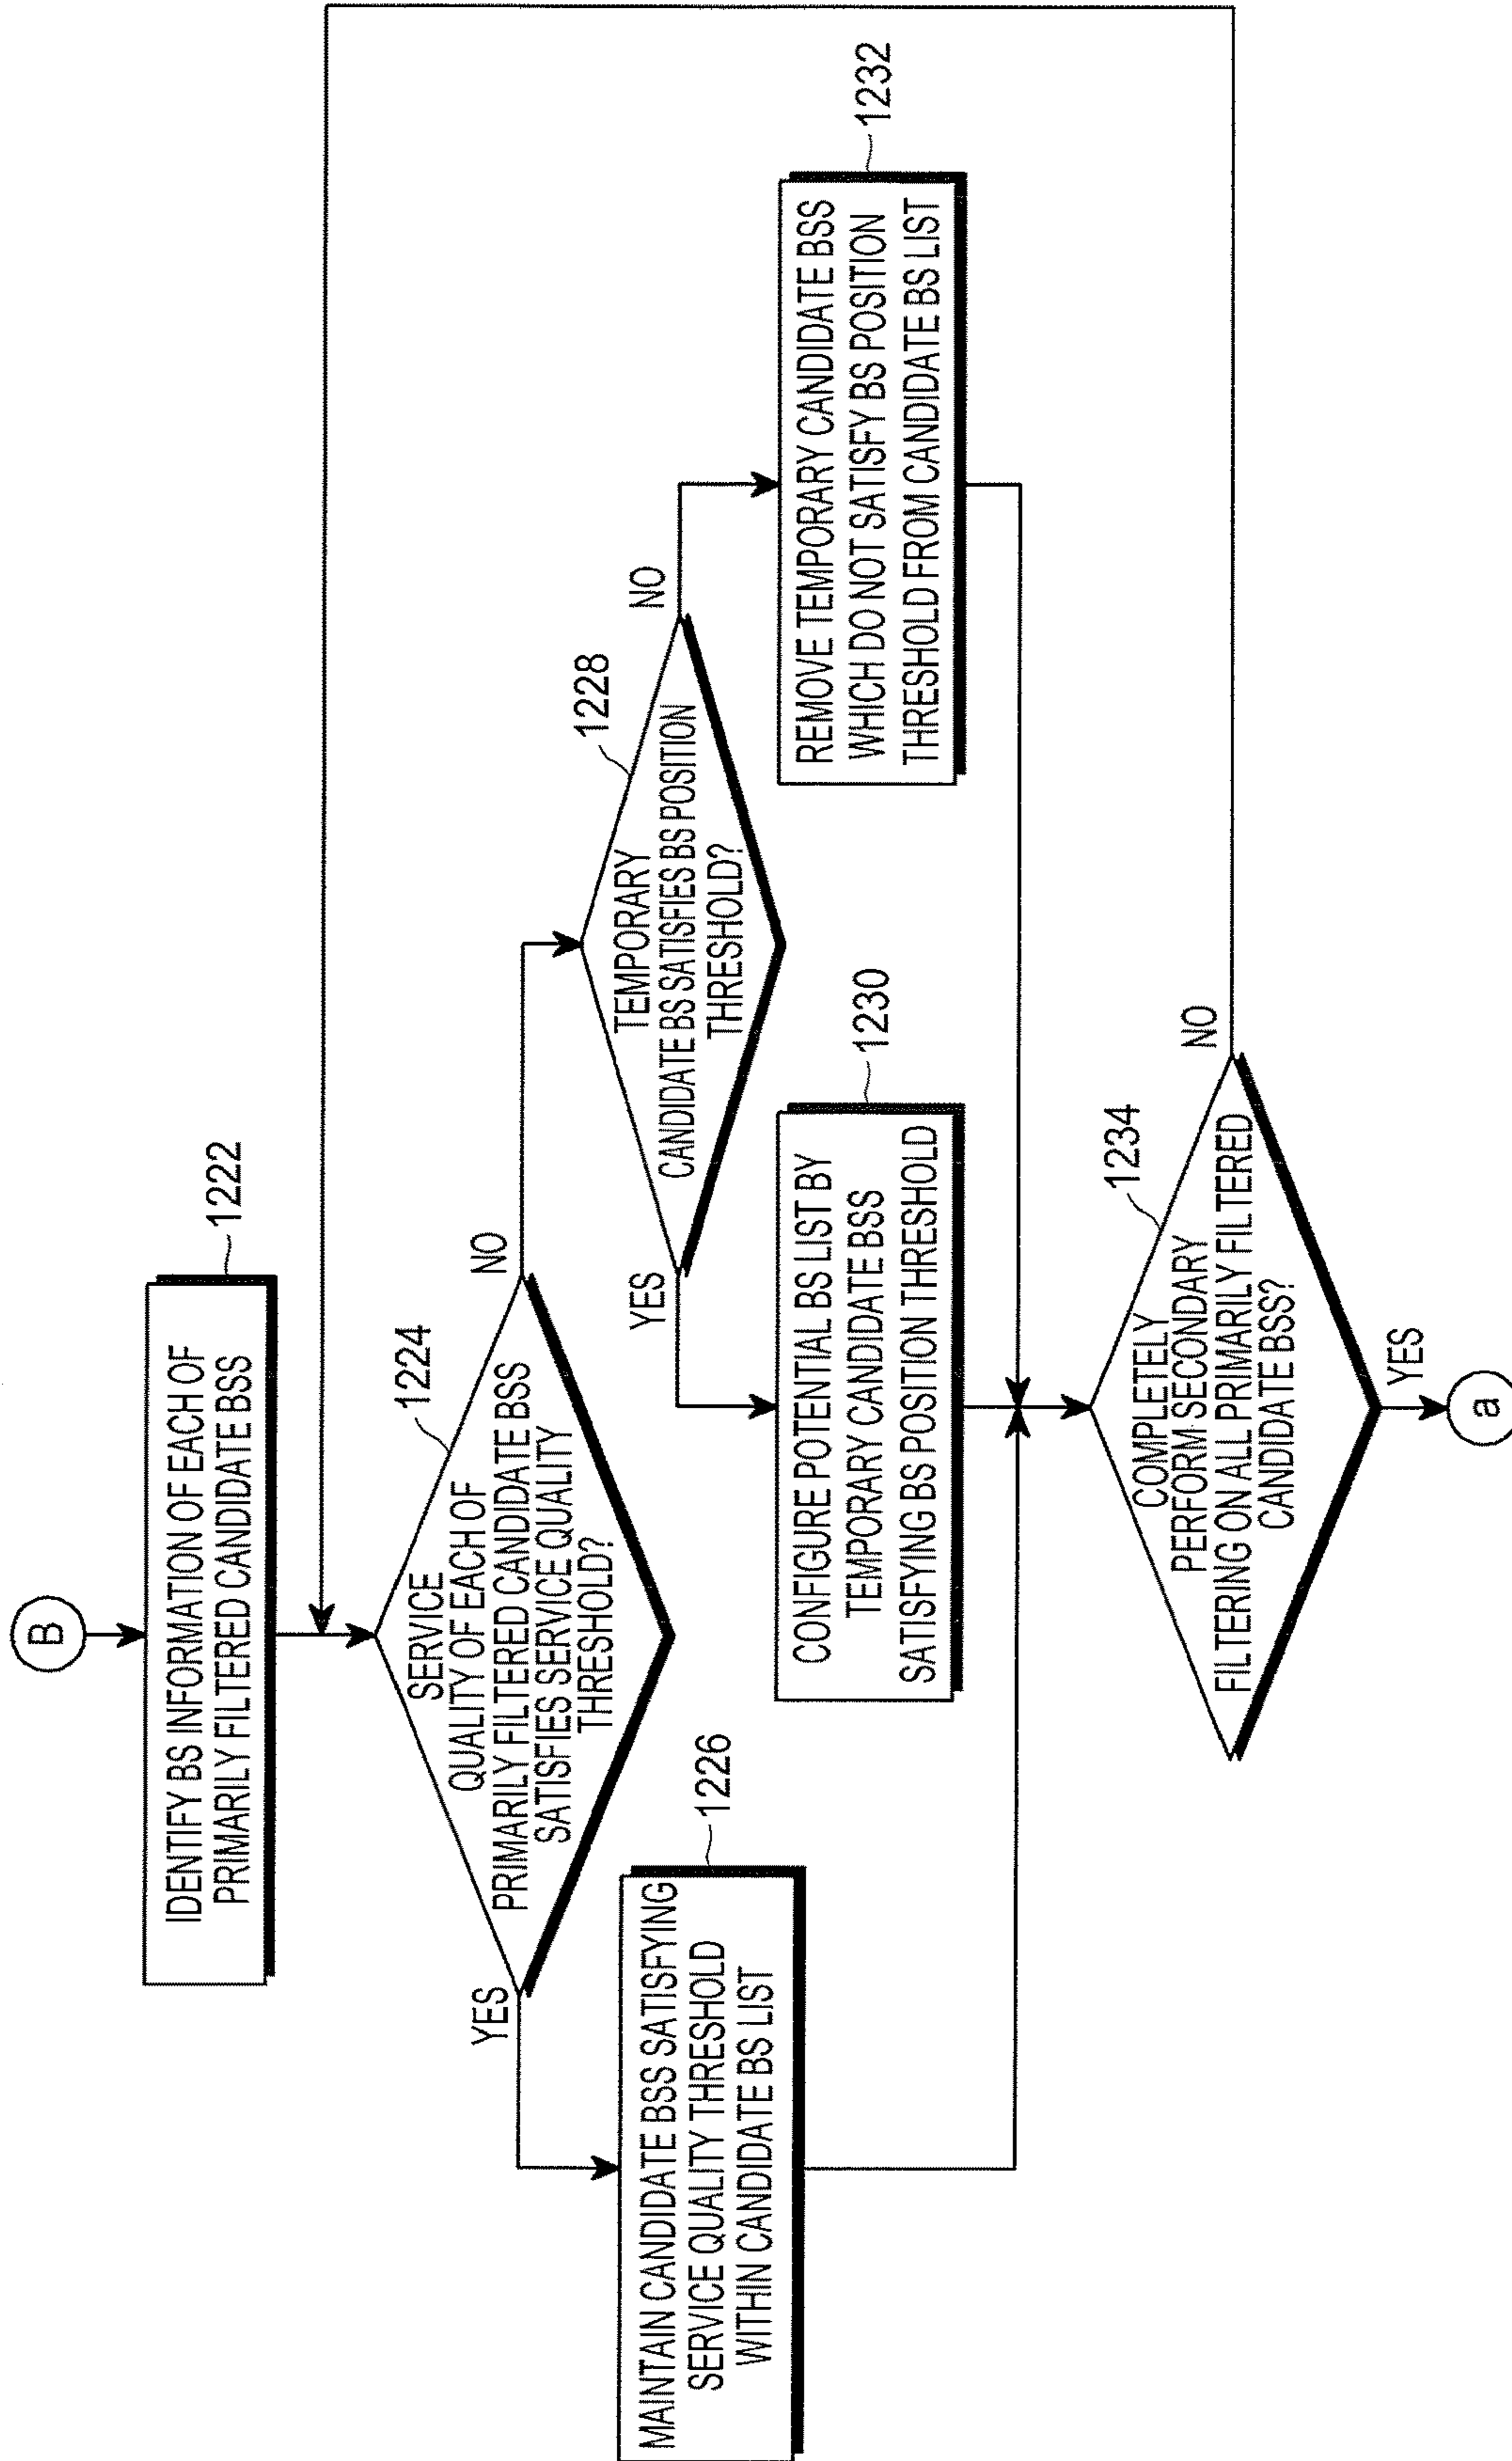 B
IDENTIFY BS INFORMATION OF EACH OF
PRIMARILY FILTERED CANDIDATE BSS
1222
SERVICE
QUALITY OF EACH OF
PRIMARILY FILTERED CANDIDATE BSS
SATISFIES SERVICE QUALITY
THRESHOLD?
1224
YES
NO
MAINTAIN CANDIDATE BSS SATISFYING
SERVICE QUALITY THRESHOLD
WITHIN CANDIDATE BS LIST
1226
TEMPORARY
CANDIDATE BS SATISFIES BS POSITION
THRESHOLD?
1228
YES
NO
CONFIGURE POTENTIAL BS LIST BY
TEMPORARY CANDIDATE BSS
SATISFYING BS POSITION THRESHOLD
1230
REMOVE TEMPORARY CANDIDATE BSS
WHICH DO NOT SATISFY BS POSITION
THRESHOLD FROM CANDIDATE BS LIST
1232
COMPLETELY
PERFORM SECONDARY
FILTERING ON ALL PRIMARILY FILTERED
CANDIDATE BSS?
1234
NO
YES
a